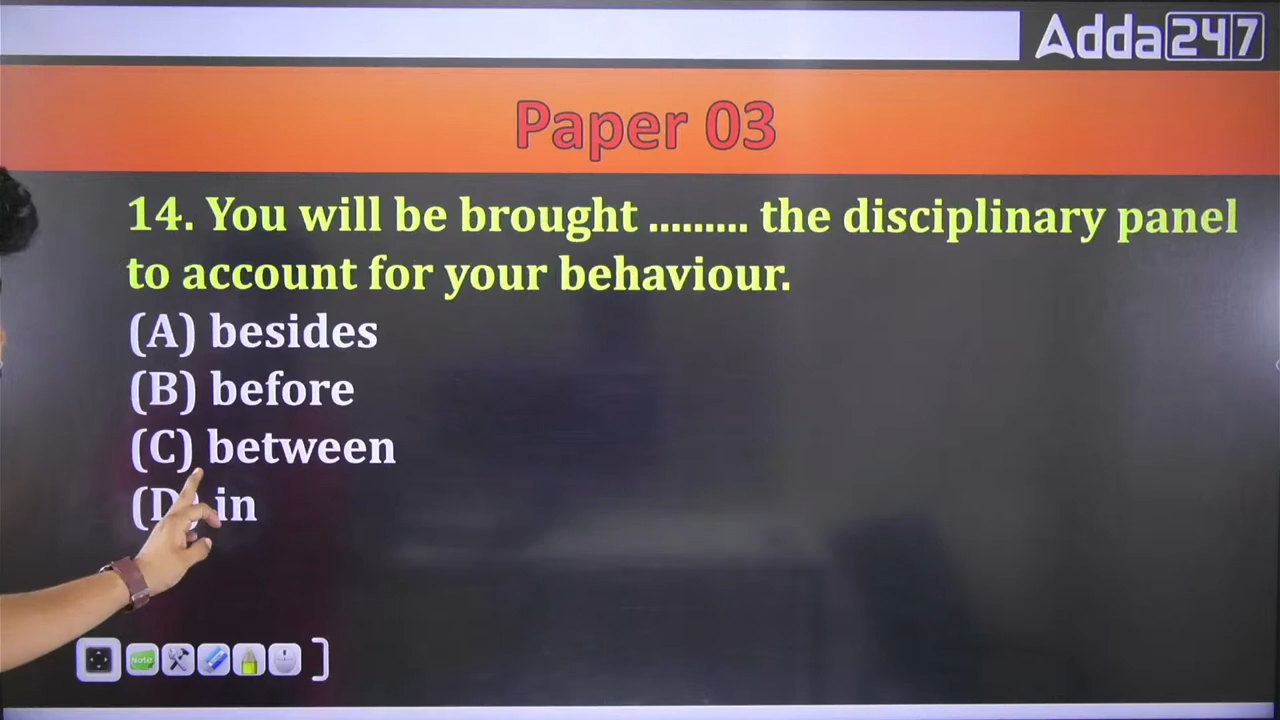 Adda247
Paper 03
14. You will be brought ......... the disciplinary panel
to account for your behaviour.
(A) besides
(B) before
(C) between
(D) in
Note